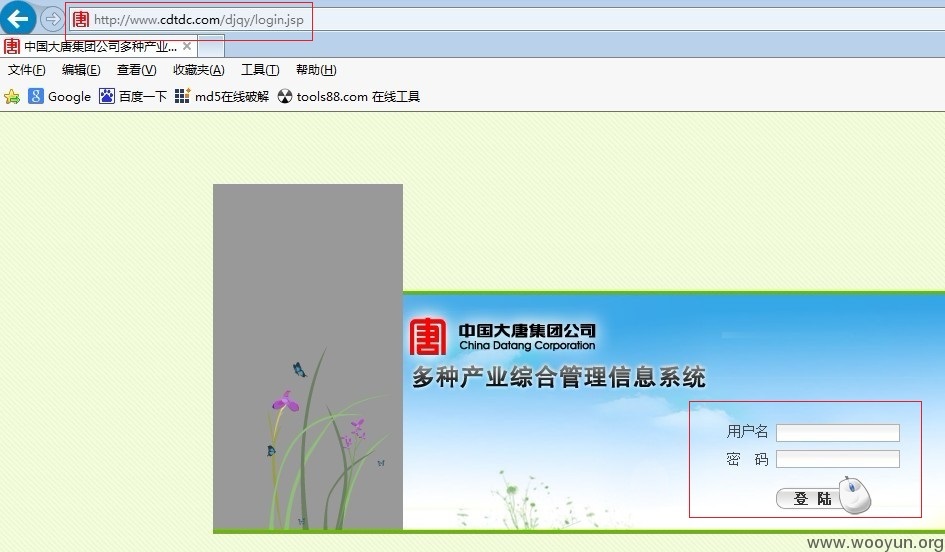 http://www.cdtdc.com/djqy/login.jsp
中国大唐集团公司多种产业...
文件(F) 编辑(E) 查看(V) 收藏夹(A) 工具(T) 帮助(H)
Google 百度一下 md5在线破解 tools88.com 在线工具
中国大唐集团公司
China Datang Corporation
多种产业综合管理信息系统
用户名
密 码
登 陆
www.wooyun.org